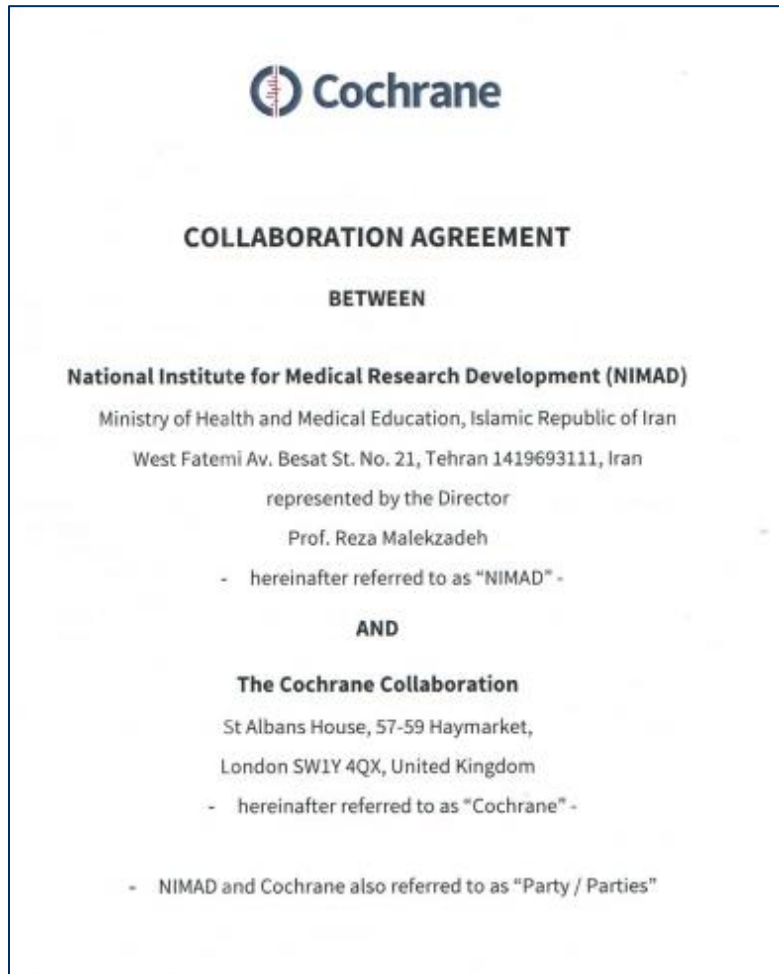 Cochrane
COLLABORATION AGREEMENT
BETWEEN
National Institute for Medical Research Development (NIMAD)
Ministry of Health and Medical Education, Islamic Republic of Iran
West Fatemi Av. Besat St. No. 21, Tehran 1419693111, Iran
represented by the Director
Prof. Reza Malekzadeh
- hereinafter referred to as “NIMAD” -
AND
The Cochrane Collaboration
St Albans House, 57-59 Haymarket,
London SW1Y 4QX, United Kingdom
- hereinafter referred to as “Cochrane” -
- NIMAD and Cochrane also referred to as “Party / Parties”